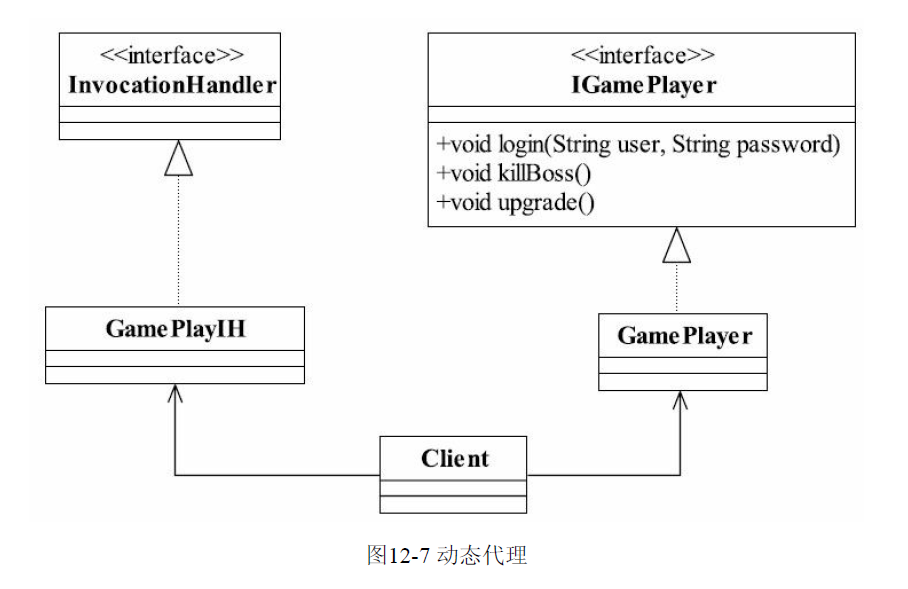 <<interface>>
InvocationHandler
<<interface>>
IGamePlayer
+void login(String user, String password)
+void killBoss()
+void upgrade()
GamePlayIH
GamePlayer
Client
图12-7 动态代理